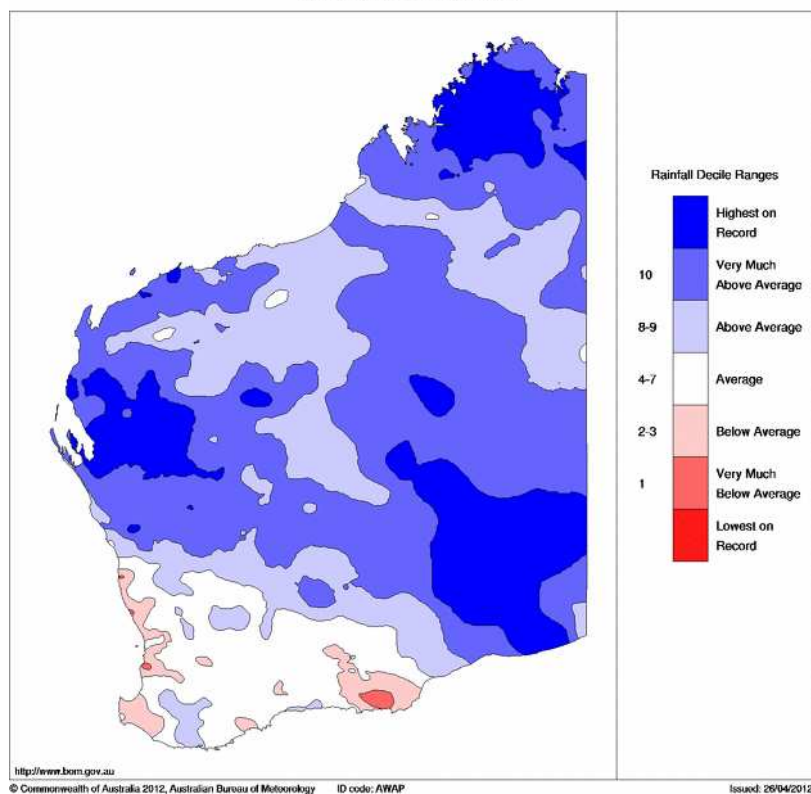 Rainfall Decile Ranges
Highest on
Record
10
Very Much
Above Average
8-9
Above Average
4-7
Average
2-3
Below Average
1
Very Much
Below Average
Lowest on
Record
http://www.bom.gov.au
© Commonwealth of Australia 2012, Australian Bureau of Meteorology ID code: AWAP Issued: 26/04/2012